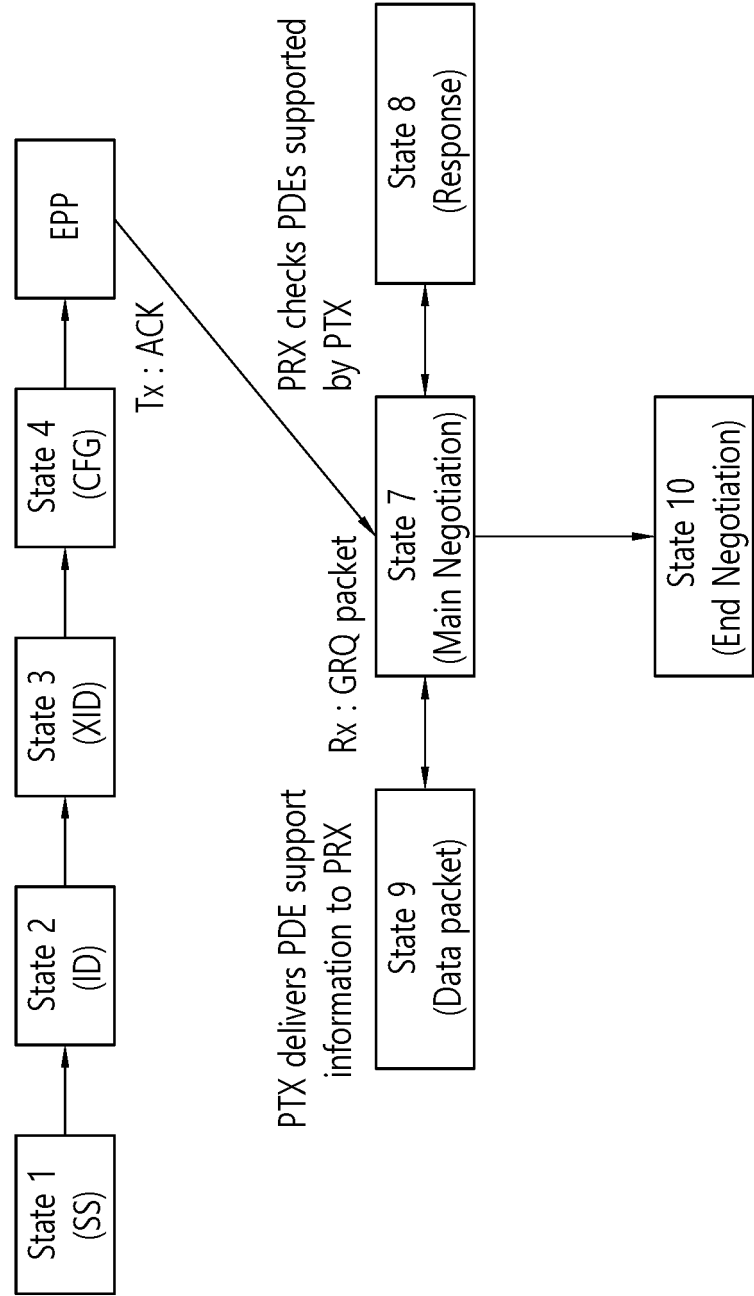 State 1
(SS)
State 2
(ID)
State 3
(XID)
State 4
(CFG)
EPP
Tx : ACK
PTX delivers PDE support
information to PRX
Rx : GRQ packet
PRX checks PDEs supported
by PTX
State 9
(Data packet)
State 7
(Main Negotiation)
State 8
(Response)
State 10
(End Negotiation)